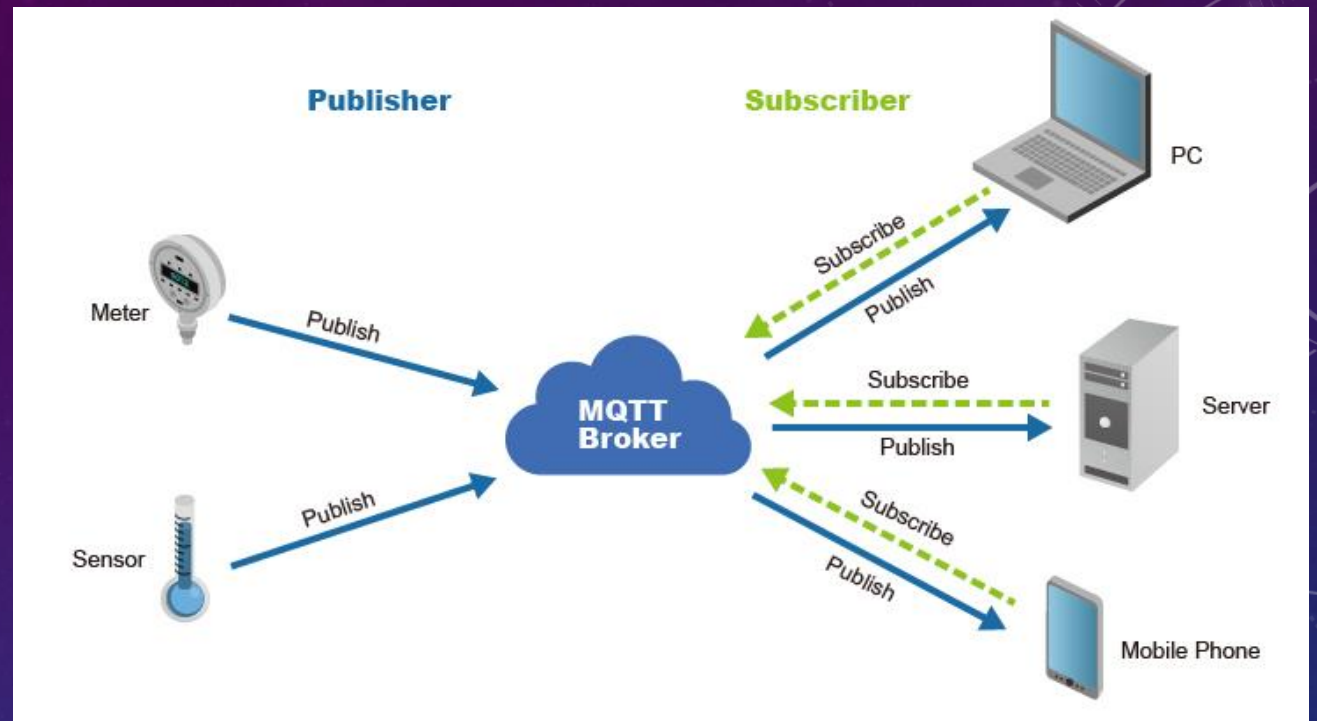 Publisher
Subscriber
PC
Subscribe
Publish
Meter
Publish
MQTT
Broker
Subscribe
Publish
Server
Sensor
Publish
Subscribe
Publish
Mobile Phone